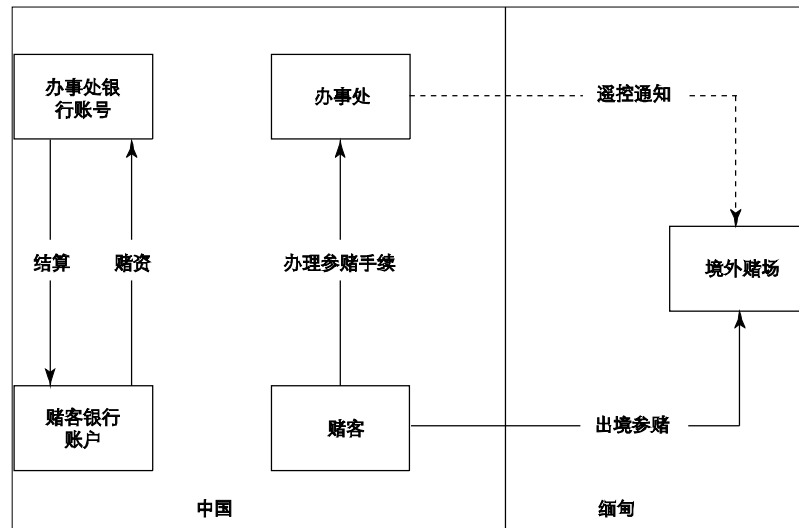 办事处银
行账号
办事处
遥控通知
结算
赌资
办理参赌手续
境外赌场
赌客银行
账户
赌客
出境参赌
中国
缅甸